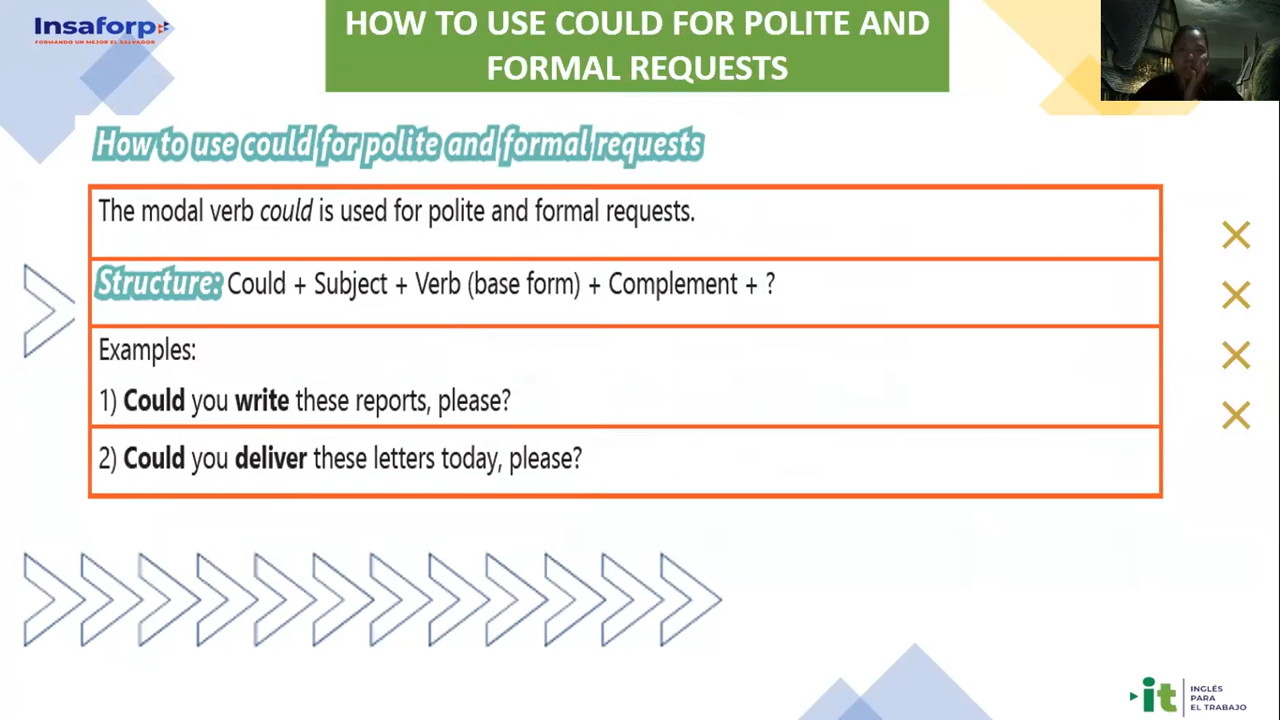 Insaforp
FORMANDO UN MEJOR EL SALVADOR
HOW TO USE COULD FOR POLITE AND
FORMAL REQUESTS
How to use could for polite and formal requests
The modal verb could is used for polite and formal requests.
Structure: Could + Subject + Verb (base form) + Complement + ?
Examples:
1) Could you write these reports, please?
2) Could you deliver these letters today, please?
it
INGLÉS
PARA
EL TRABAJO